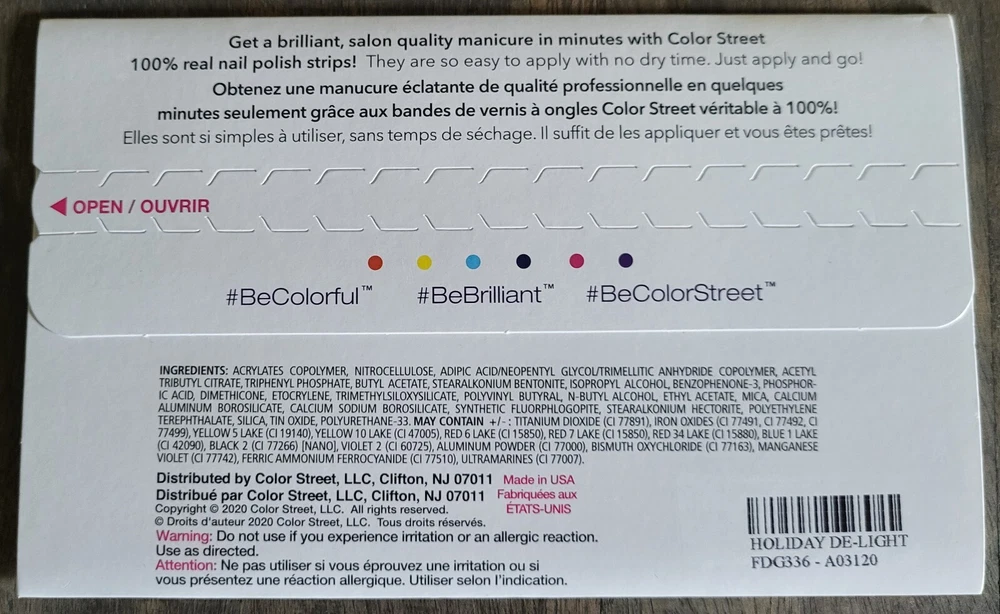 Get a brilliant, salon quality manicure in minutes with Color Street
100% real nail polish strips! They are so easy to apply with no dry time. Just apply and go!
Obtenez une manucure éclatante de qualité professionnelle en quelques
minutes seulement grâce aux bandes de vernis à ongles Color Street véritable à 100%!
Elles sont si simples à utiliser, sans temps de séchage. Il suffit de les appliquer et vous êtes prêtes!
OPEN / OUVRIR
#BeColorful™ #BeBrilliant™ #BeColorStreet™
INGREDIENTS: ACRYLATES COPOLYMER, NITROCELLULOSE, ADIPIC ACID/NEOPENTYL GLYCOL/TRIMELLITIC ANHYDRIDE COPOLYMER, ACETYL
TRIBUTYL CITRATE, TRIPHENYL PHOSPHATE, BUTYL ACETATE, STEARALKONIUM BENTONITE, ISOPROPYL ALCOHOL, BENZOPHENONE-3, PHOSPHOR-
IC ACID, DIMETHICONE, ETOCRYLENE, TRIMETHYLSILOXYSILICATE, POLYVINYL BUTYRAL, N-BUTYL ALCOHOL, ETHYL ACETATE, MICA, CALCIUM
ALUMINUM BOROSILICATE, CALCIUM SODIUM BOROSILICATE, SYNTHETIC FLUORPHLOGOPITE, STEARALKONIUM HECTORITE, POLYETHYLENE
TEREPHTHALATE, SILICA, TIN OXIDE, POLYURETHANE-33. MAY CONTAIN +/- : TITANIUM DIOXIDE (CI 77891), IRON OXIDES (CI 77491, CI 77492, CI
77499), YELLOW 5 LAKE (CI 19140), YELLOW 10 LAKE (CI 47005), RED 6 LAKE (CI 15850), RED 7 LAKE (CI 15850), RED 34 LAKE (CI 15880), BLUE 1 LAKE
(CI 42090), BLACK 2 (CI 77266) [NANO], VIOLET 2 (CI 60725), ALUMINUM POWDER (CI 77000), BISMUTH OXYCHLORIDE (CI 77163), MANGANESE
VIOLET (CI 77742), FERRIC AMMONIUM FERROCYANIDE (CI 77510), ULTRAMARINES (CI 77007).
Distributed by Color Street, LLC, Clifton, NJ 07011
Distribué par Color Street, LLC, Clifton, NJ 07011
Copyright © 2020 Color Street, LLC. All rights reserved.
© Droits d'auteur 2020 Color Street, LLC. Tous droits réservés.
Made in USA
Fabriquées aux
ÉTATS-UNIS
Warning: Do not use if you experience irritation or an allergic reaction.
Use as directed.
Attention: Ne pas utiliser si vous éprouvez une irritation ou si
vous présentez une réaction allergique. Utiliser selon l'indication.
HOLIDAY DE-LIGHT
FDG336 - A03120